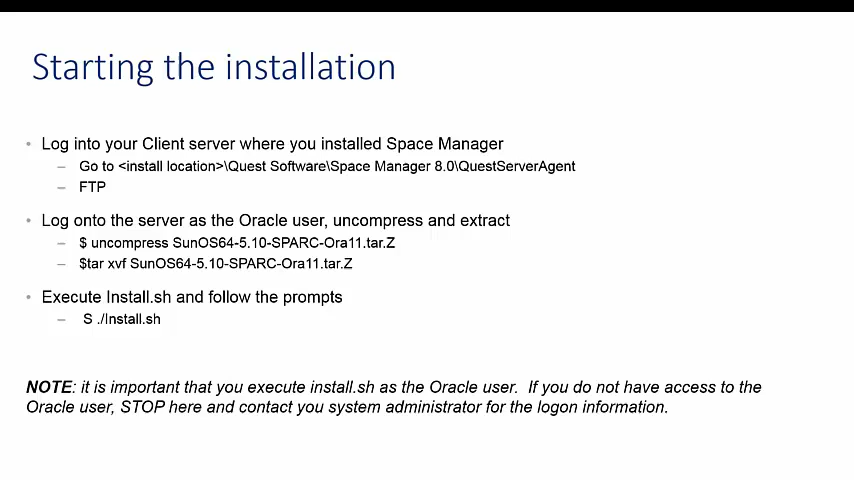 Starting the installation
• Log into your Client server where you installed Space Manager
– Go to <install location>\Quest Software\Space Manager 8.0\QuestServerAgent
– FTP
• Log onto the server as the Oracle user, uncompress and extract
– $ uncompress SunOS64-5.10-SPARC-Ora11.tar.Z
– $tar xvf SunOS64-5.10-SPARC-Ora11.tar.Z
• Execute Install.sh and follow the prompts
– S ./Install.sh
NOTE: it is important that you execute install.sh as the Oracle user. If you do not have access to the
Oracle user, STOP here and contact you system administrator for the logon information.